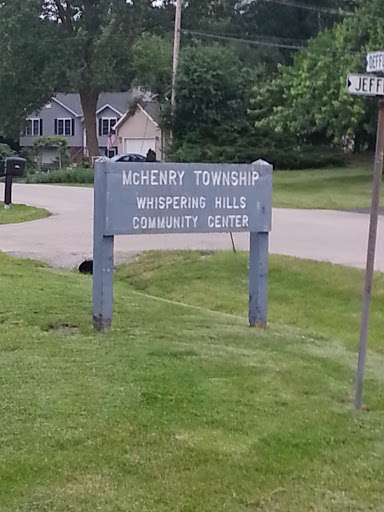 McHENRY TOWNSHIP
WHISPERING HILLS
COMMUNITY CENTER